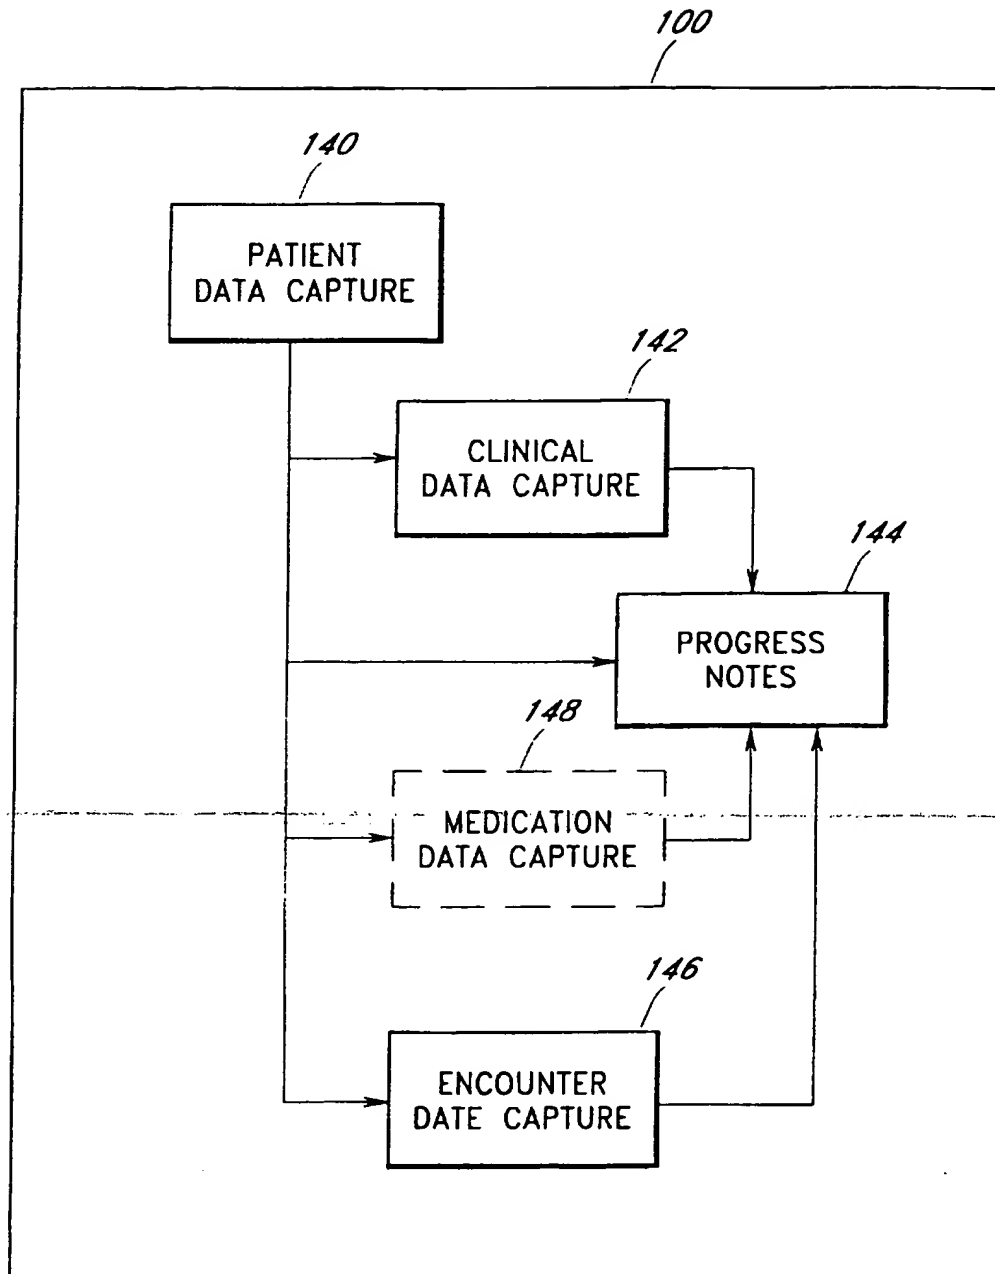 100
140
PATIENT
DATA CAPTURE
142
CLINICAL
DATA CAPTURE
144
PROGRESS
NOTES
148
MEDICATION
DATA CAPTURE
146
ENCOUNTER
DATE CAPTURE